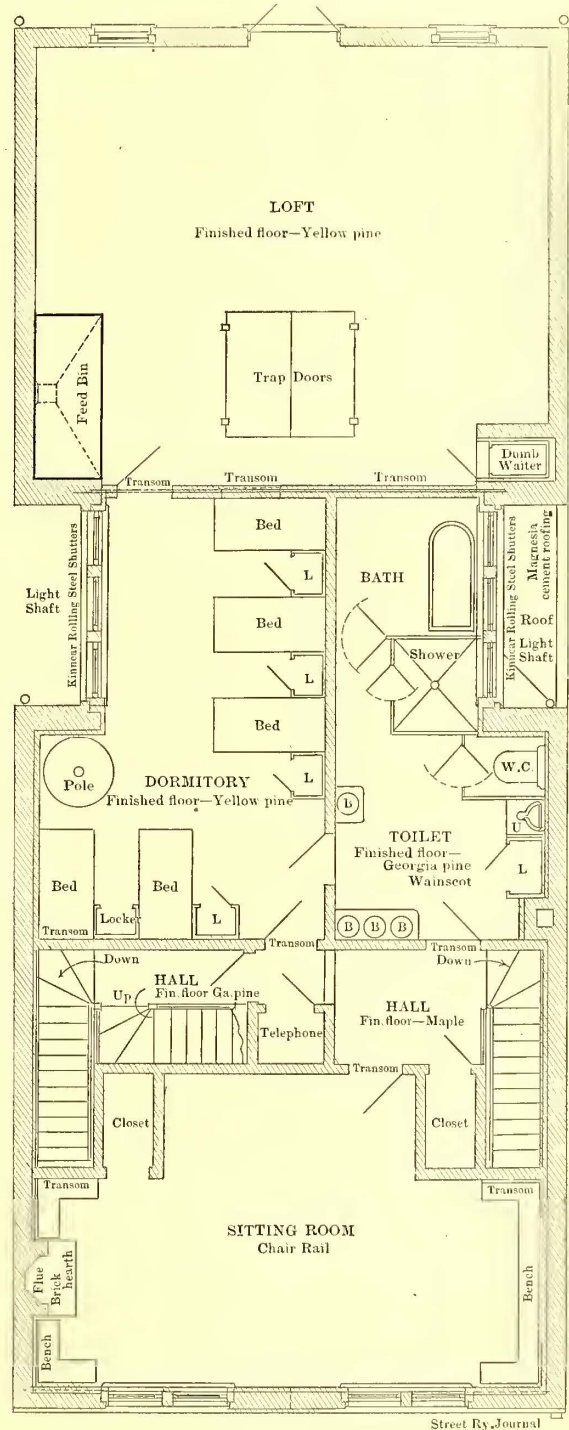 LOFT
Finished floor—Yellow pine
Feed Bin
Trap Doors
Dumb
Waiter
Transom
Transom
Transom
Light
Shaft
Kinnear Rolling Steel Shutters
Bed
L
Bed
L
Bed
L
BATH
Shower
Kinnear Rolling Steel Shutters
Magnesia
cement roofing
Roof
Light
Shaft
Pole
DORMITORY
Finished floor—Yellow pine
W.C.
B
U
TOILET
Finished floor—
Georgia pine
Wainscot
L
Bed
Locker
Bed
L
B B B
Transom
Transom
Transom
Down
HALL
Fin. floor Ga. pine
Up
Telephone
Down
HALL
Fin. floor—Maple
Transom
Closet
Closet
Transom
Transom
SITTING ROOM
Chair Rail
Flue
Brick
hearth
Bench
Bench
Street Ry. Journal